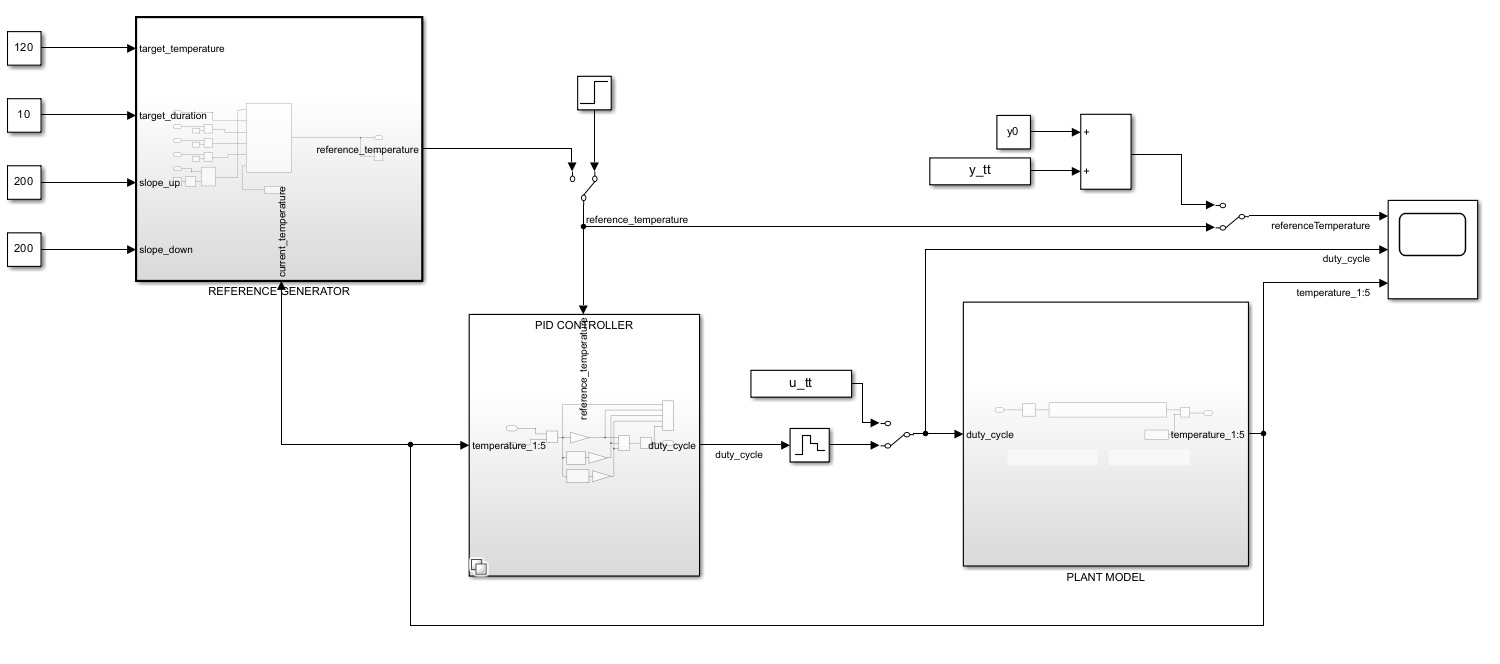 120
target_temperature
10
target_duration
200
slope_up
200
slope_down
reference_temperature
current_temperature
REFERENCE GENERATOR
reference_temperature
y0
y_tt
+
+
referenceTemperature
duty_cycle
temperature_1:5
PID CONTROLLER
reference_temperature
temperature_1:5
duty_cycle
duty_cycle
u_tt
duty_cycle
temperature_1:5
PLANT MODEL